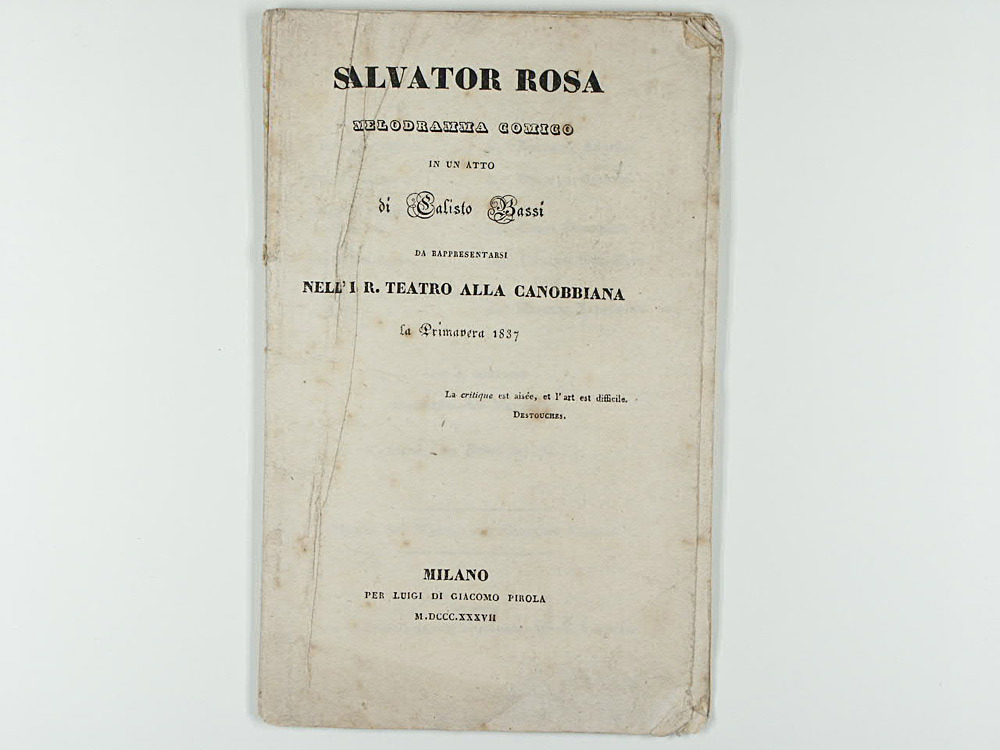 SALVATOR ROSA
MELODRAMMA COMICO
IN UN ATTO
di Calisto Bassi
DA RAPPRESENTARSI
NELL' I. R. TEATRO ALLA CANOBBIANA
la Primavera 1837
La critique est aisée, et l'art est difficile.
DESTOUCHES.
MILANO
PER LUIGI DI GIACOMO PIROLA
M.DCCC.XXXVII